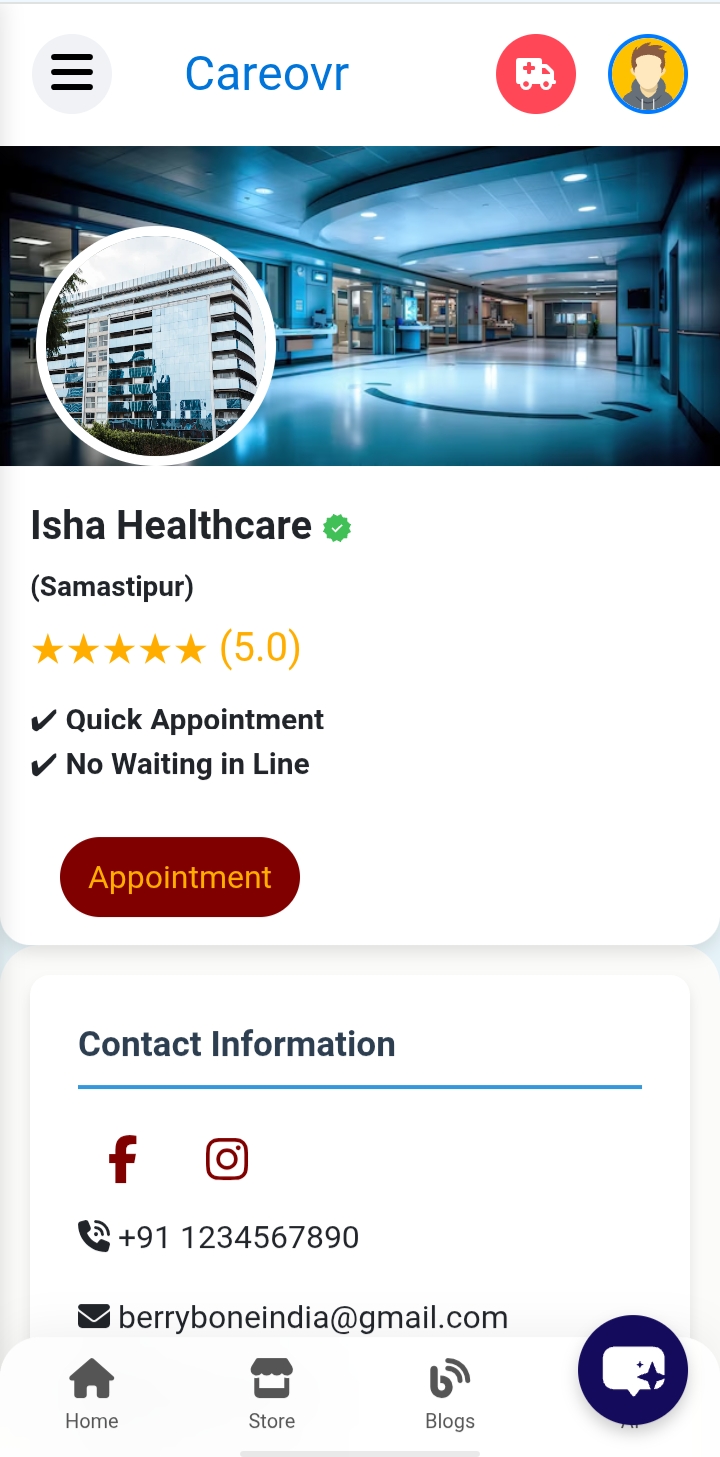 Careovr
Isha Healthcare
(Samastipur)
★★★★★ (5.0)
✔ Quick Appointment
✔ No Waiting in Line
Appointment
Contact Information
+91 1234567890
berryboneindia@gmail.com
Home
Store
Blogs